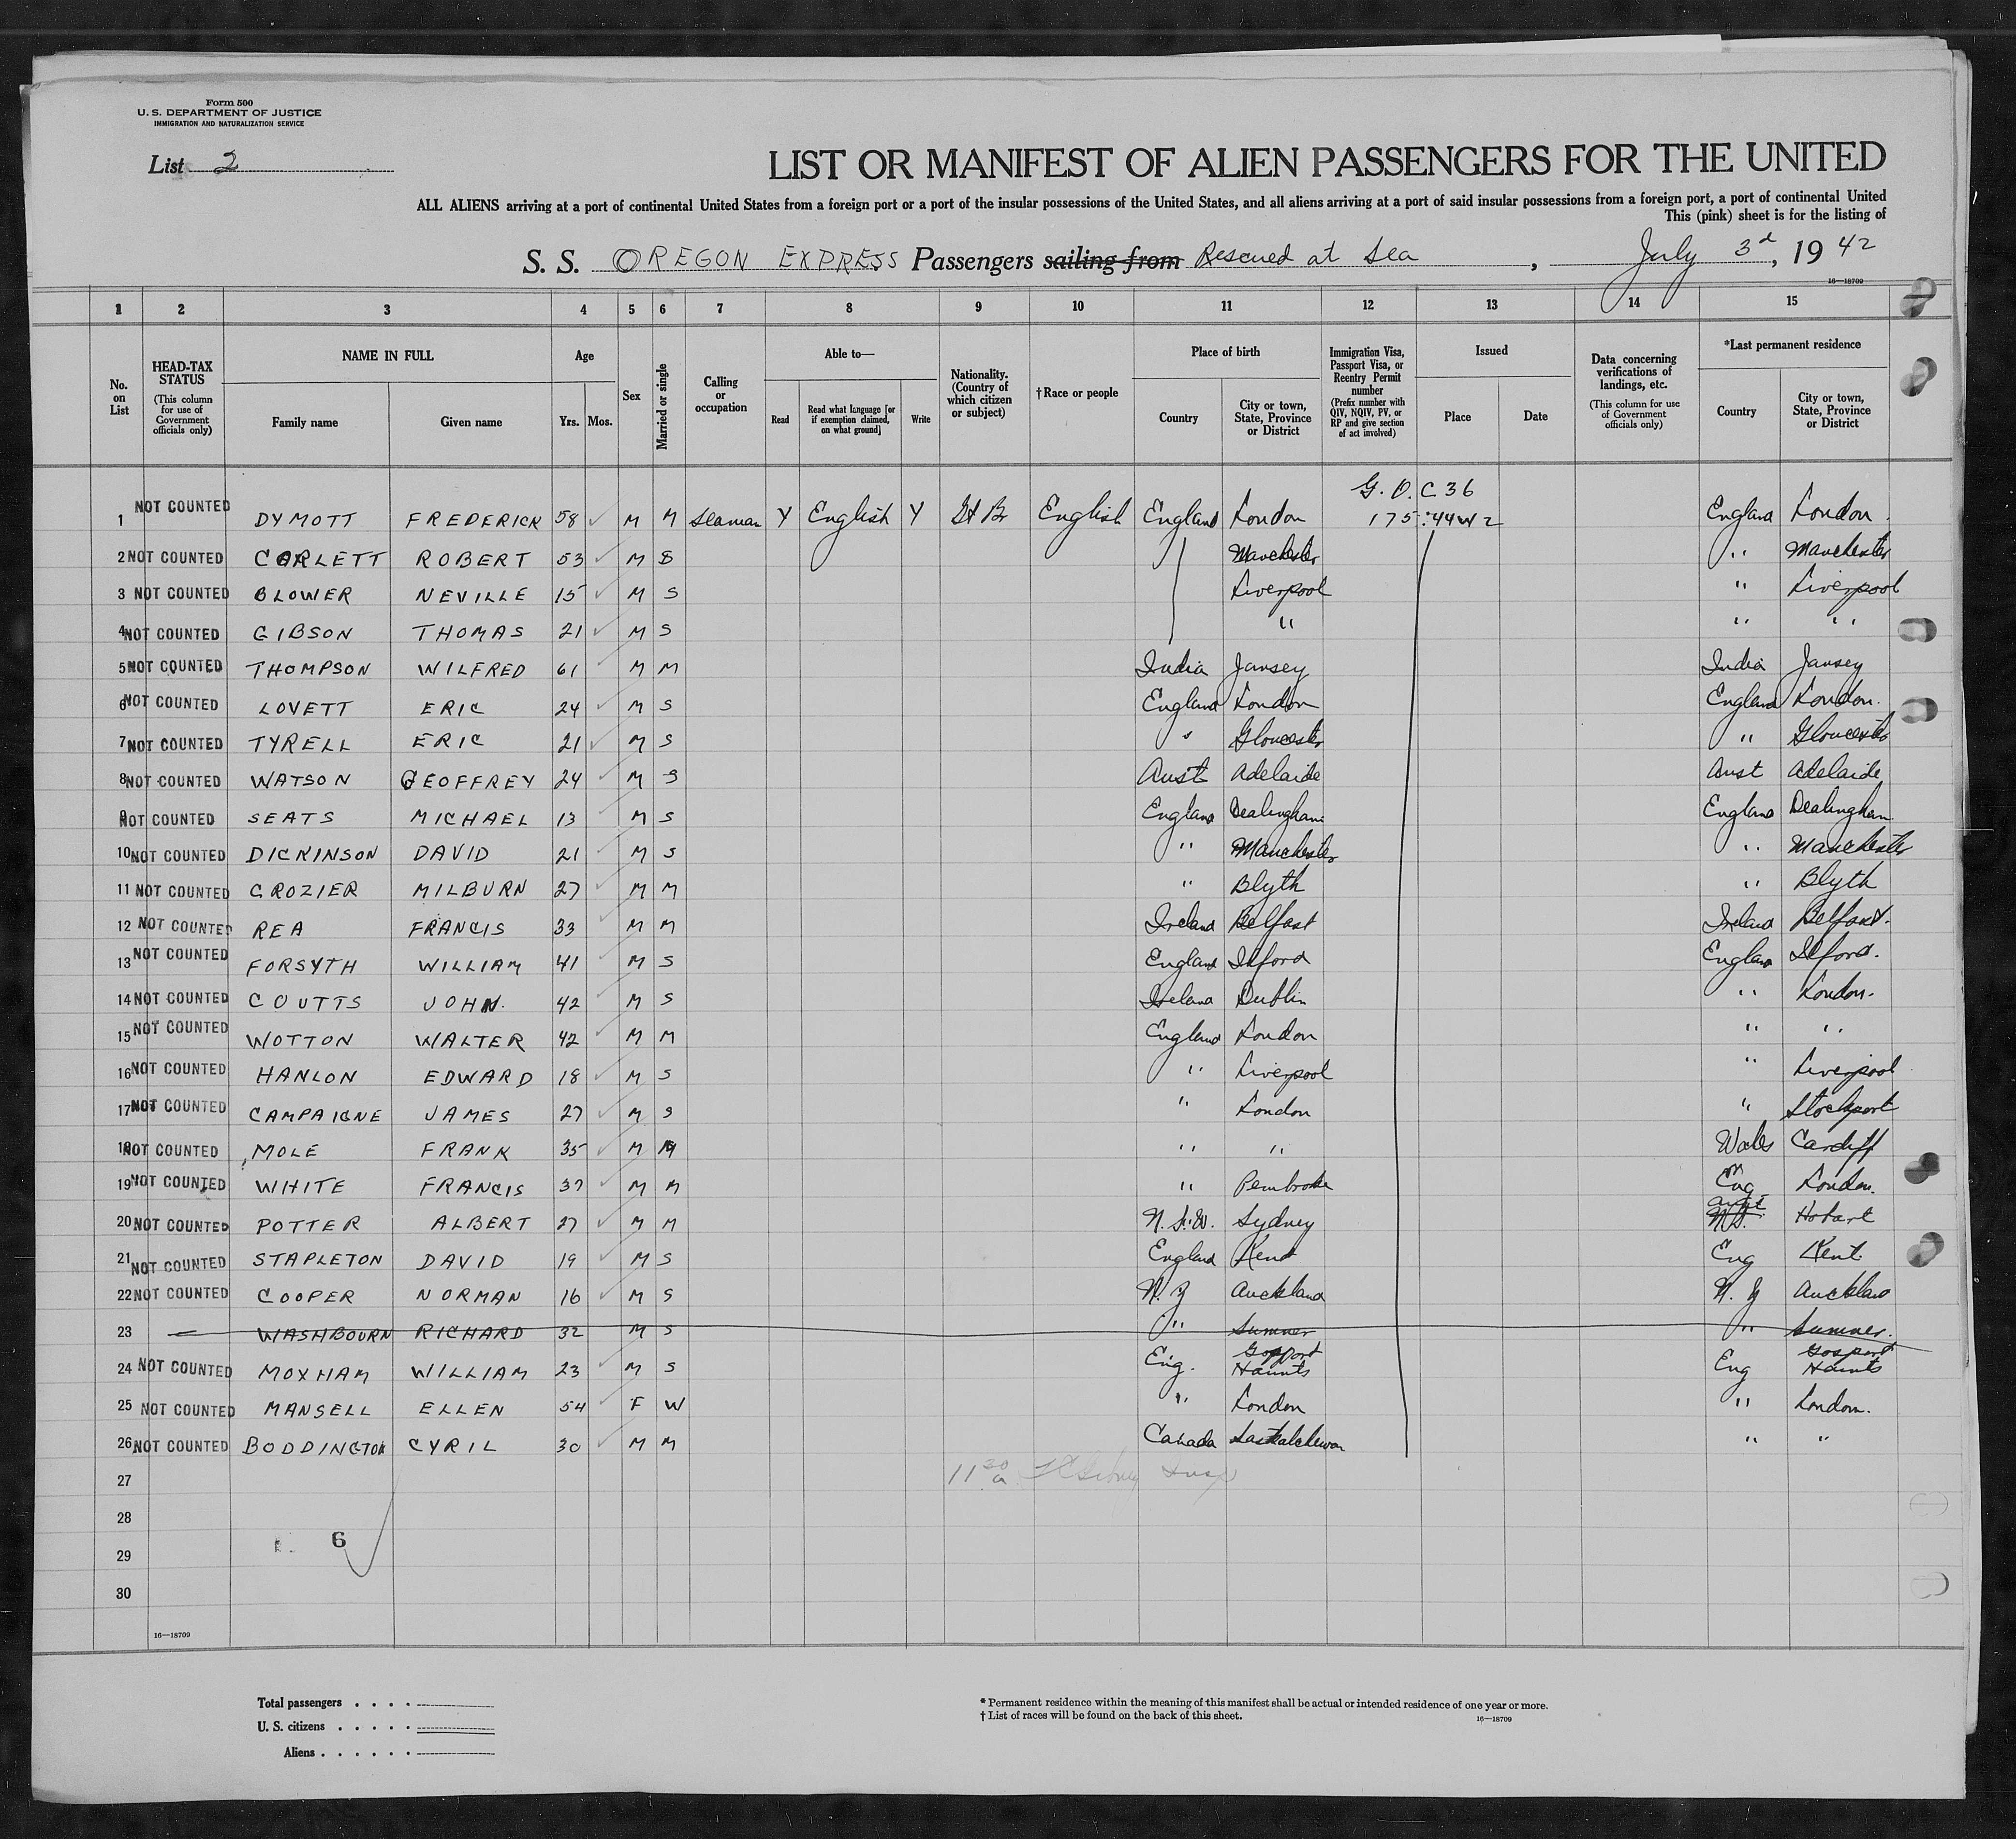 Form 500
U. S. DEPARTMENT OF JUSTICE
IMMIGRATION AND NATURALIZATION SERVICE
List 2
LIST OR MANIFEST OF ALIEN PASSENGERS FOR THE UNITED
ALL ALIENS arriving at a port of continental United States from a foreign port or a port of the insular possessions of the United States, and all aliens arriving at a port of said insular possessions from a foreign port, a port of continental United
This (pink) sheet is for the listing of
S. S. OREGON EXPRESS Passengers sailing from Rescued at Sea, July 3d, 1942
16—18709
1 2 3 4 5 6 7 8 9 10 11 12 13 14 15
No. on List
HEAD-TAX STATUS (This column for use of Government officials only)
NAME IN FULL
Family name Given name
Age
Yrs. Mos.
Sex
Married or single
Calling or occupation
Able to—
Read Read what language [or if exemption claimed, on what ground] Write
Nationality. (Country of which citizen or subject)
†Race or people
Place of birth
Country City or town, State, Province or District
Immigration Visa, Passport Visa, or Reentry Permit number (Prefix number with QIV, NQIV, PV, or RP and give section of act involved)
Issued
Place Date
Data concerning verifications of landings, etc. (This column for use of Government officials only)
*Last permanent residence
Country City or town, State, Province or District
G. O. C 36
1 NOT COUNTED DYMOTT FREDERICK 58 M M Seaman Y English Y Gt Br English England London 175.44W2 England London.
2 NOT COUNTED CORLETT ROBERT 53 M S Manchester " Manchester
3 NOT COUNTED BLOWER NEVILLE 15 M S Liverpool " Liverpool
4 NOT COUNTED GIBSON THOMAS 21 M S " " "
5 NOT COUNTED THOMPSON WILFRED 61 M M India Jansey India Jansey
6 NOT COUNTED LOVETT ERIC 24 M S England London England London.
7 NOT COUNTED TYRELL ERIC 21 M S " Gloucester " Gloucester
8 NOT COUNTED WATSON GEOFFREY 24 M S Aust Adelaide Aust Adelaide
9 NOT COUNTED SEATS MICHAEL 13 M S England Dealingham England Dealingham
10 NOT COUNTED DICKINSON DAVID 21 M S " Manchester " Manchester
11 NOT COUNTED CROZIER MILBURN 27 M M " Blyth " Blyth
12 NOT COUNTED REA FRANCIS 33 M M Ireland Belfast Ireland Belfast.
13 NOT COUNTED FORSYTH WILLIAM 41 M S England Ilford England Ilford.
14 NOT COUNTED COUTTS JOHN. 42 M S Ireland Dublin " London.
15 NOT COUNTED WOTTON WALTER 42 M M England London " "
16 NOT COUNTED HANLON EDWARD 18 M S " Liverpool " Liverpool
17 NOT COUNTED CAMPAIGNE JAMES 27 M S " London " Stockport
18 NOT COUNTED MOLE FRANK 35 M M " " Wales Cardiff
19 NOT COUNTED WHITE FRANCIS 37 M M " Pembroke Eng London.
20 NOT COUNTED POTTER ALBERT 27 M M N.S.W. Sydney Aust Hobart
21 NOT COUNTED STAPLETON DAVID 19 M S England Kent Eng Kent.
22 NOT COUNTED COOPER NORMAN 16 M S N. Z Auckland N. Z Auckland
23 WASHBOURN RICHARD 32 M S " Sumner " Sumner.
24 NOT COUNTED MOXHAM WILLIAM 23 M S Eng. Gosport Haunts Eng Gosport Haunts
25 NOT COUNTED MANSELL ELLEN 54 F W " London " London.
26 NOT COUNTED BODDINGTON CYRIL 30 M M Canada Saskatchewan " "
27 11 30 a
28
29 6
30
16—18709
Total passengers . . . .
U. S. citizens . . . . .
Aliens . . . . . .
* Permanent residence within the meaning of this manifest shall be actual or intended residence of one year or more.
† List of races will be found on the back of this sheet. 16—18709